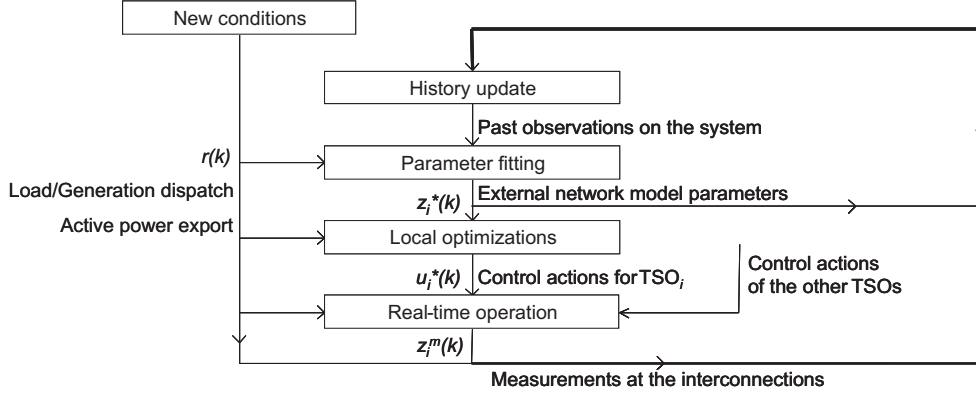 New conditions
History update
Past observations on the system
r(k)
Parameter fitting
Load/Generation dispatch
zi*(k)
External network model parameters
Active power export
Local optimizations
ui*(k)
Control actions for TSOi
Control actions
of the other TSOs
Real-time operation
zim(k)
Measurements at the interconnections